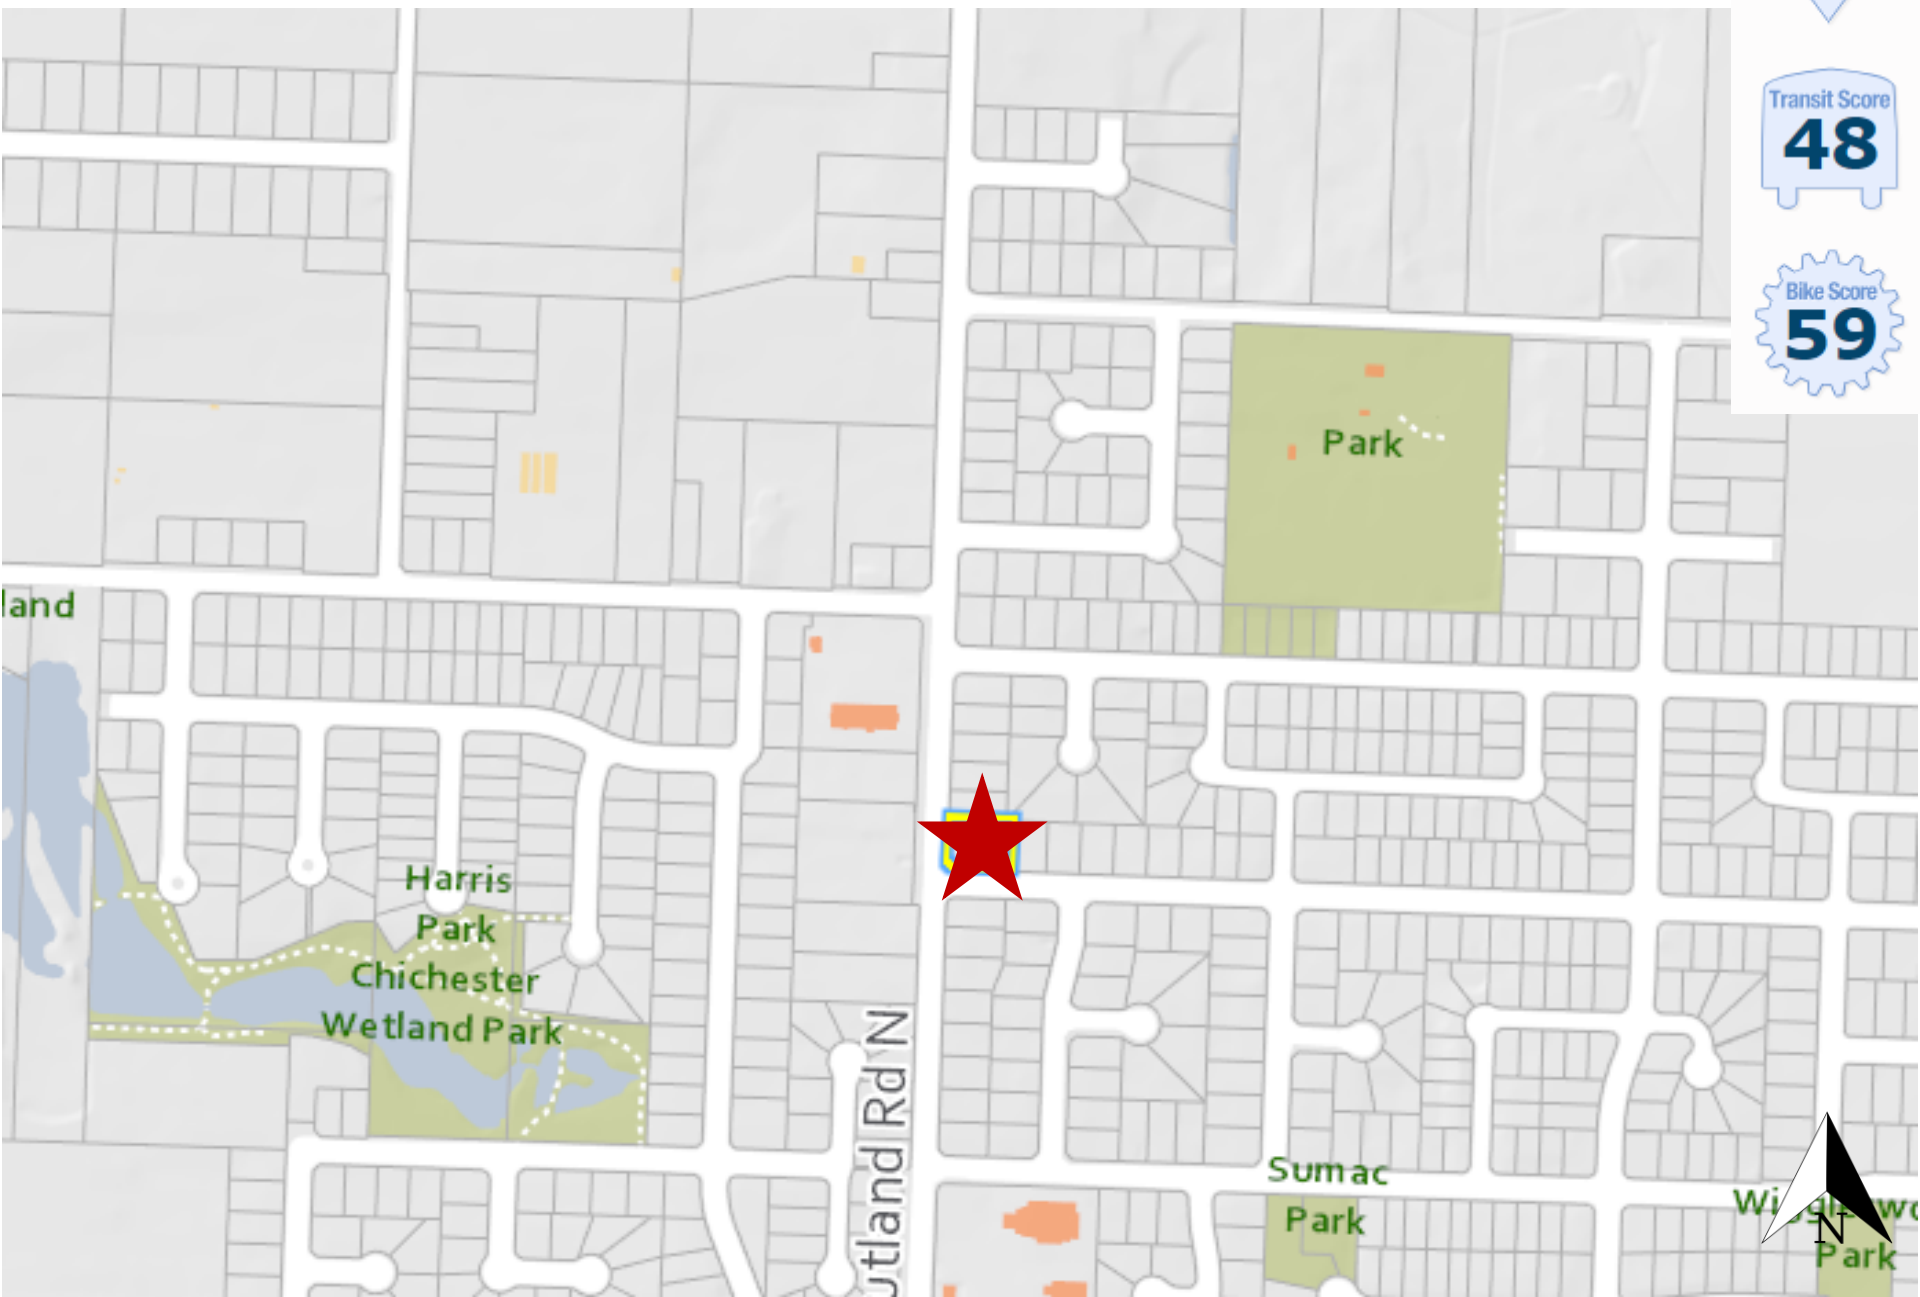 Transit Score
48
Bike Score
59
Park
land
Harris
Park
Chichester
Wetland Park
utland Rd N
Sumac
Park
Park
N